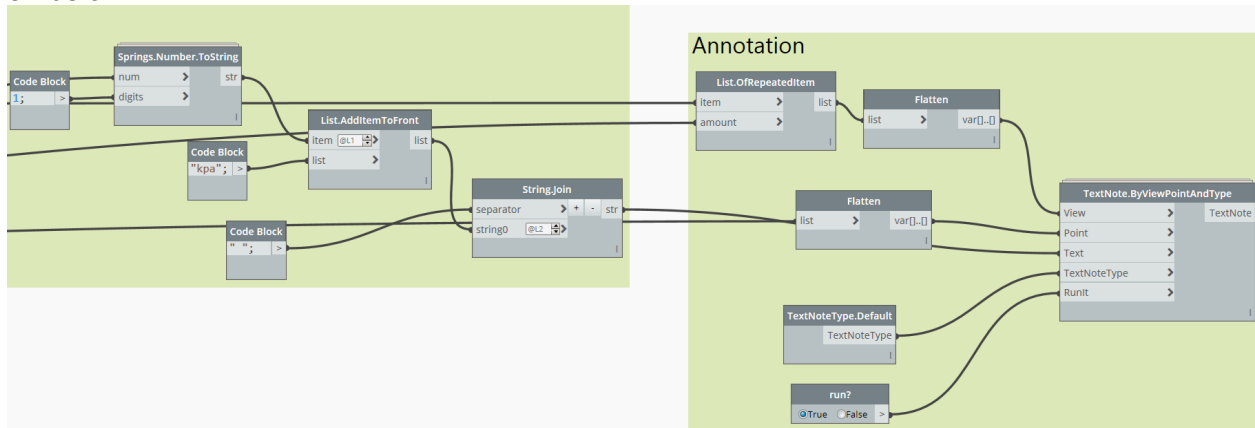 Springs.Number.ToString
num > str
digits >
Code Block
1; >
List.AddItemToFront
item @L1 > list
list >
Code Block
"kpa"; >
String.Join
separator > + - str
string0 @L2 >
Code Block
" "; >
Annotation
List.OfRepeatedItem
item > list
amount >
Flatten
list > var[]..[]
Flatten
list > var[]..[]
TextNote.ByViewPointAndType
View > TextNote
Point >
Text >
TextNoteType >
RunIt >
TextNoteType.Default
TextNoteType
run?
True False >